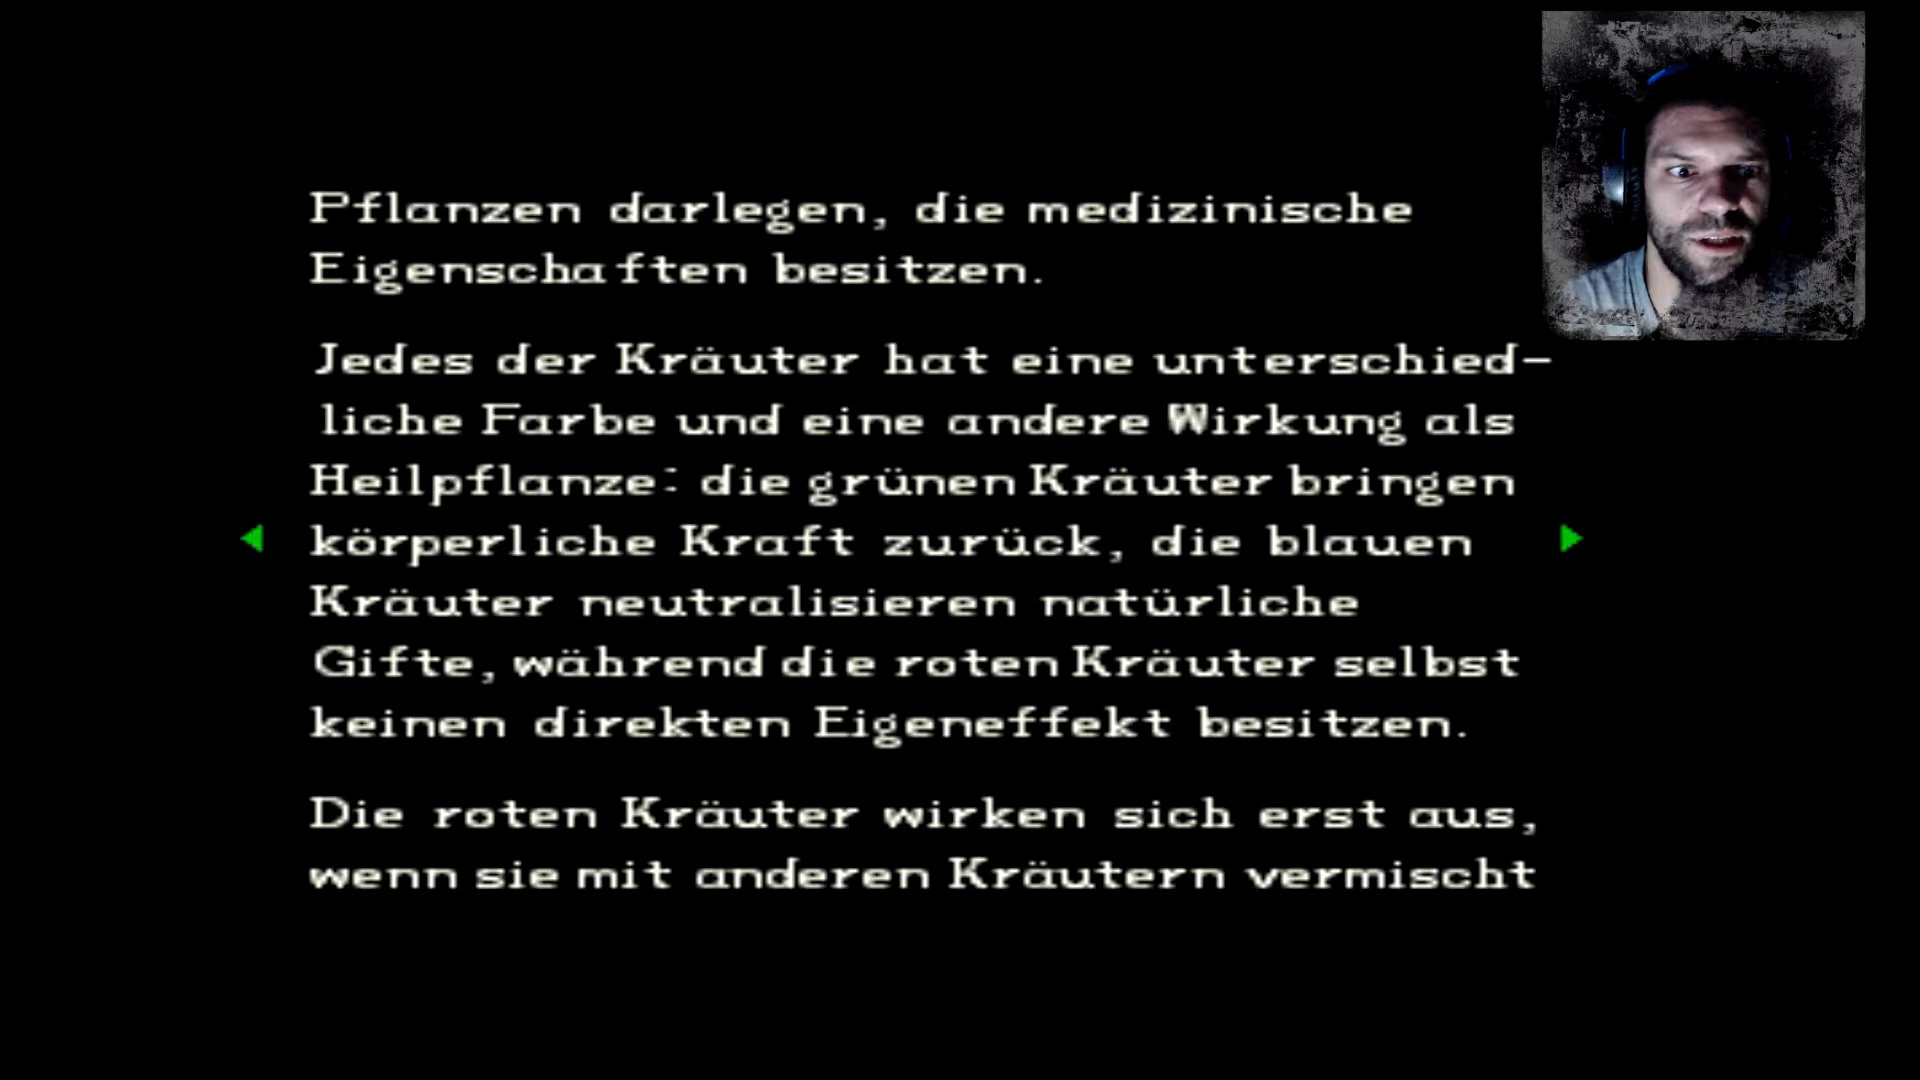 Pflanzen darlegen, die medizinische
Eigenschaften besitzen.
Jedes der Kräuter hat eine unterschied-
liche Farbe und eine andere Wirkung als
Heilpflanze: die grünen Kräuter bringen
körperliche Kraft zurück, die blauen
Kräuter neutralisieren natürliche
Gifte, während die roten Kräuter selbst
keinen direkten Eigeneffekt besitzen.
Die roten Kräuter wirken sich erst aus,
wenn sie mit anderen Kräutern vermischt